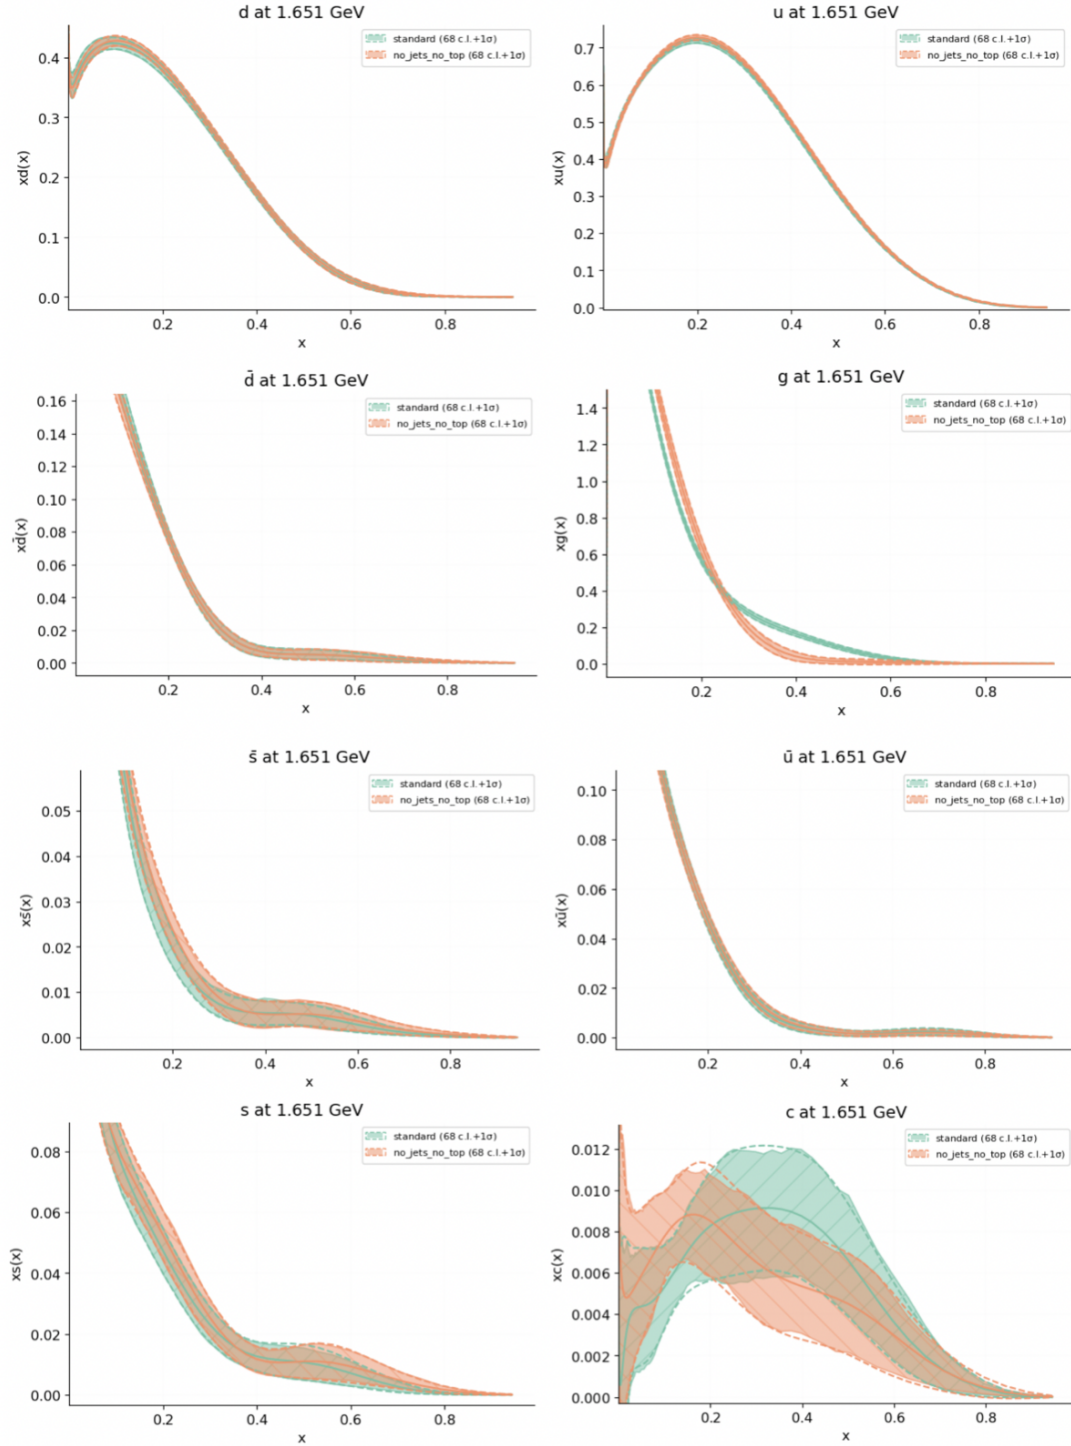 d at 1.651 GeV
standard (68 c.l.+1σ)
no_jets_no_top (68 c.l.+1σ)
xd(x)
0.4
0.3
0.2
0.1
0.0
0.2 0.4 0.6 0.8
x
u at 1.651 GeV
standard (68 c.l.+1σ)
no_jets_no_top (68 c.l.+1σ)
xu(x)
0.7
0.6
0.5
0.4
0.3
0.2
0.1
0.0
0.2 0.4 0.6 0.8
x
d̄ at 1.651 GeV
standard (68 c.l.+1σ)
no_jets_no_top (68 c.l.+1σ)
xd̄(x)
0.16
0.14
0.12
0.10
0.08
0.06
0.04
0.02
0.00
0.2 0.4 0.6 0.8
x
g at 1.651 GeV
standard (68 c.l.+1σ)
no_jets_no_top (68 c.l.+1σ)
xg(x)
1.4
1.2
1.0
0.8
0.6
0.4
0.2
0.0
0.2 0.4 0.6 0.8
x
s̄ at 1.651 GeV
standard (68 c.l.+1σ)
no_jets_no_top (68 c.l.+1σ)
xs̄(x)
0.05
0.04
0.03
0.02
0.01
0.00
0.2 0.4 0.6 0.8
x
ū at 1.651 GeV
standard (68 c.l.+1σ)
no_jets_no_top (68 c.l.+1σ)
xū(x)
0.10
0.08
0.06
0.04
0.02
0.00
0.2 0.4 0.6 0.8
x
s at 1.651 GeV
standard (68 c.l.+1σ)
no_jets_no_top (68 c.l.+1σ)
xs(x)
0.08
0.06
0.04
0.02
0.00
0.2 0.4 0.6 0.8
x
c at 1.651 GeV
standard (68 c.l.+1σ)
no_jets_no_top (68 c.l.+1σ)
xc(x)
0.012
0.010
0.008
0.006
0.004
0.002
0.000
0.2 0.4 0.6 0.8
x